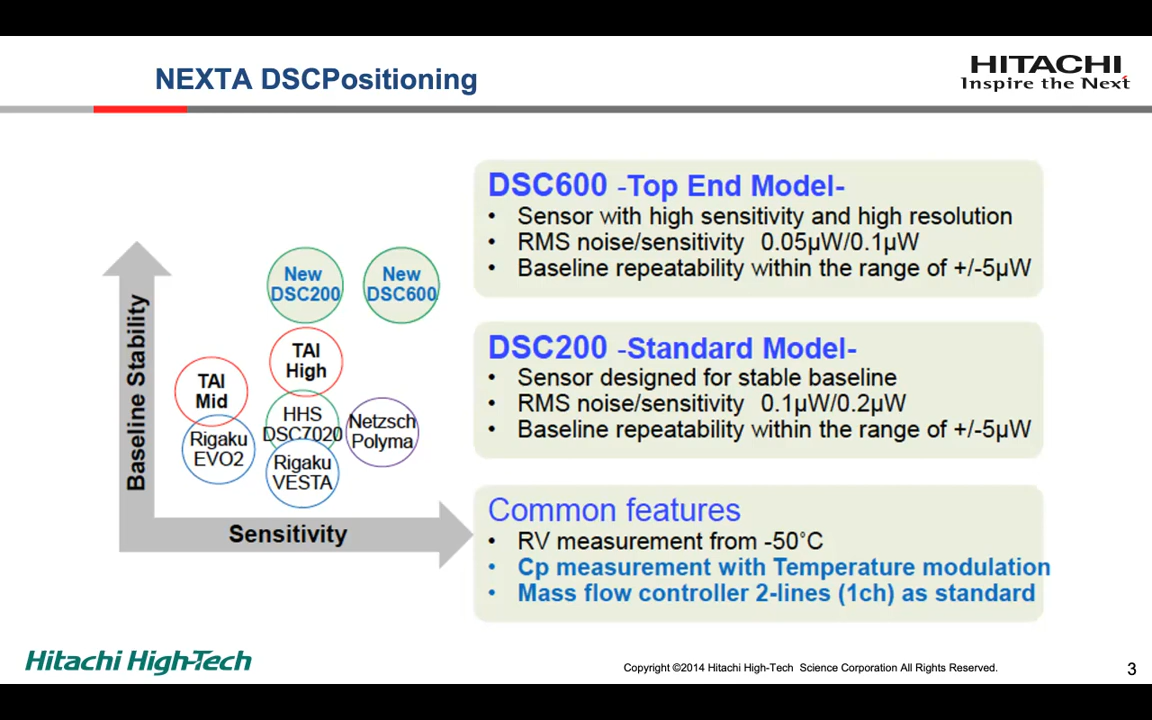 NEXTA DSCPositioning
HITACHI
Inspire the Next
Baseline Stability
Sensitivity
New
DSC200
New
DSC600
TAI
High
TAI
Mid
HHS
DSC7020
Netzsch
Polyma
Rigaku
EVO2
Rigaku
VESTA
DSC600 -Top End Model-
• Sensor with high sensitivity and high resolution
• RMS noise/sensitivity 0.05µW/0.1µW
• Baseline repeatability within the range of +/-5µW
DSC200 -Standard Model-
• Sensor designed for stable baseline
• RMS noise/sensitivity 0.1µW/0.2µW
• Baseline repeatability within the range of +/-5µW
Common features
• RV measurement from -50˚C
• Cp measurement with Temperature modulation
• Mass flow controller 2-lines (1ch) as standard
Hitachi High-Tech
Copyright ©2014 Hitachi High-Tech Science Corporation All Rights Reserved.
3